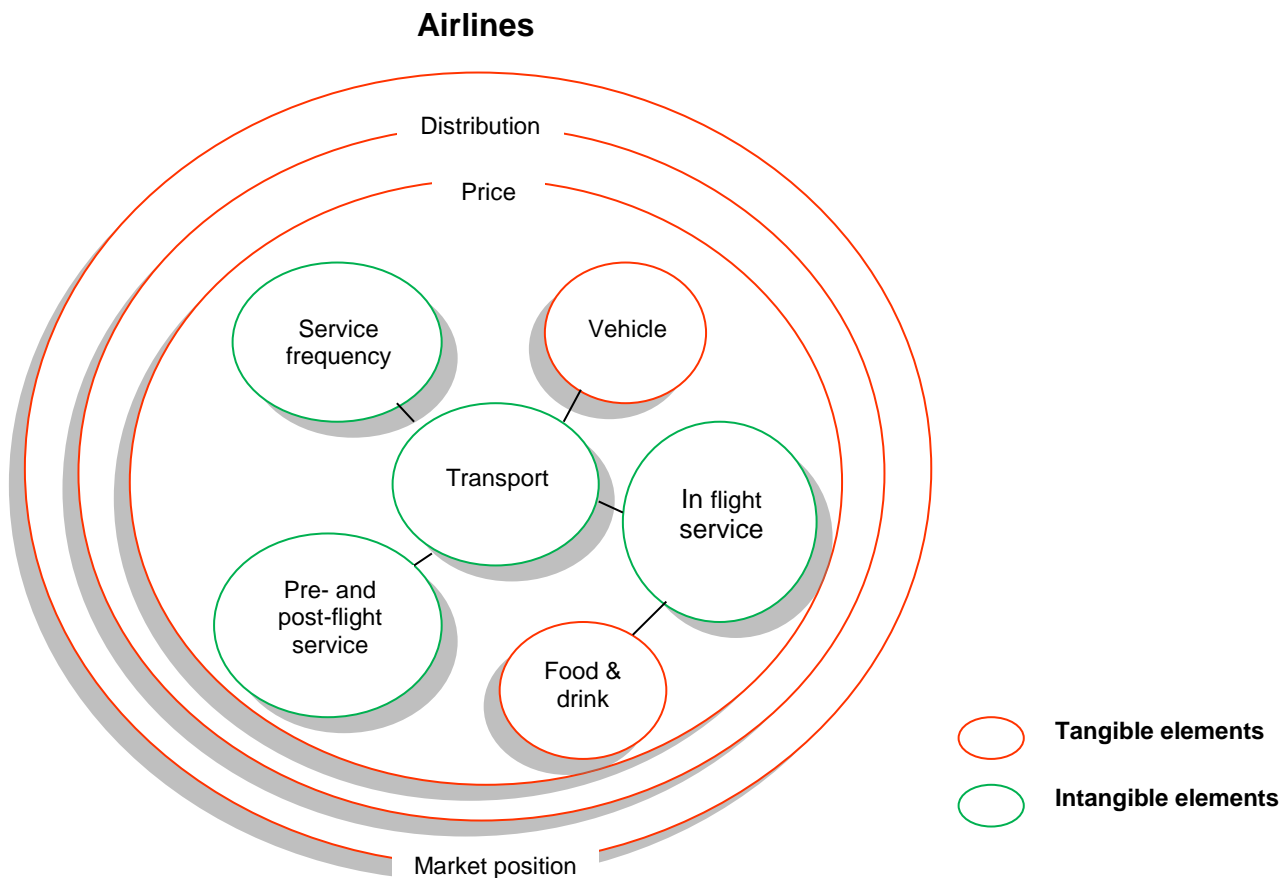 Airlines
Distribution
Price
Service
frequency
Vehicle
Transport
In flight
service
Pre- and
post-flight
service
Food &
drink
Market position
Tangible elements
Intangible elements